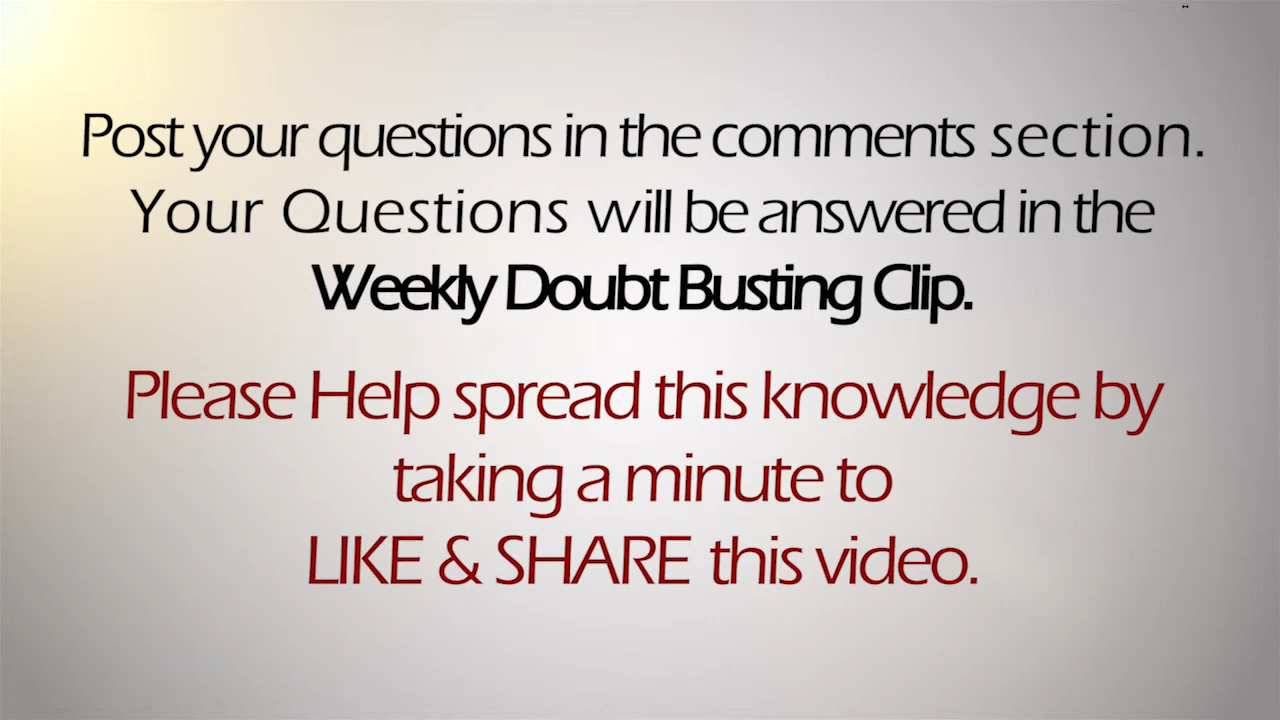 Post your questions in the comments section.
Your Questions will be answered in the
Weekly Doubt Busting Clip.
Please Help spread this knowledge by
taking a minute to
LIKE & SHARE this video.